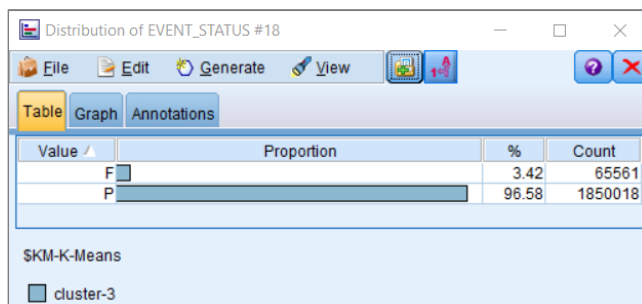 Distribution of EVENT_STATUS #18
File Edit Generate View
Table Graph Annotations
Value Proportion % Count
F 3.42 65561
P 96.58 1850018
$KM-K-Means
cluster-3